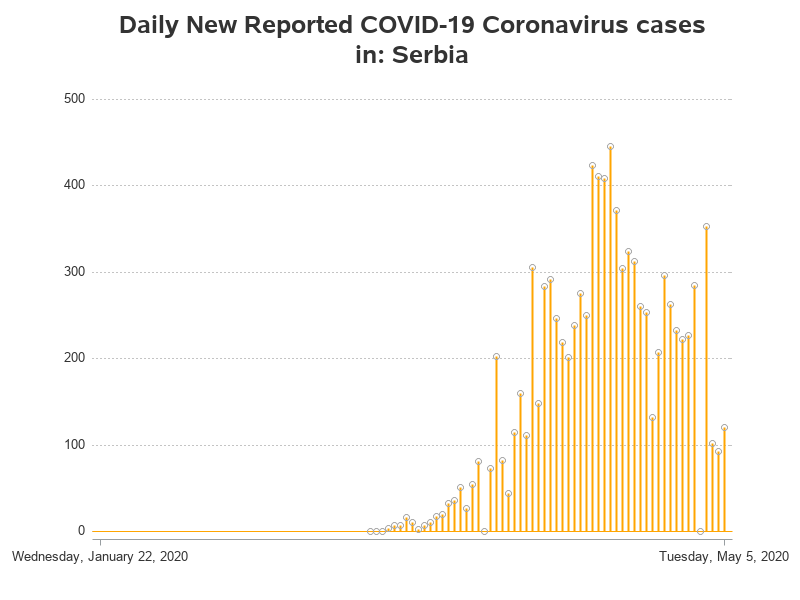 Daily New Reported COVID-19 Coronavirus cases
in: Serbia
500
400
300
200
100
0
Wednesday, January 22, 2020
Tuesday, May 5, 2020